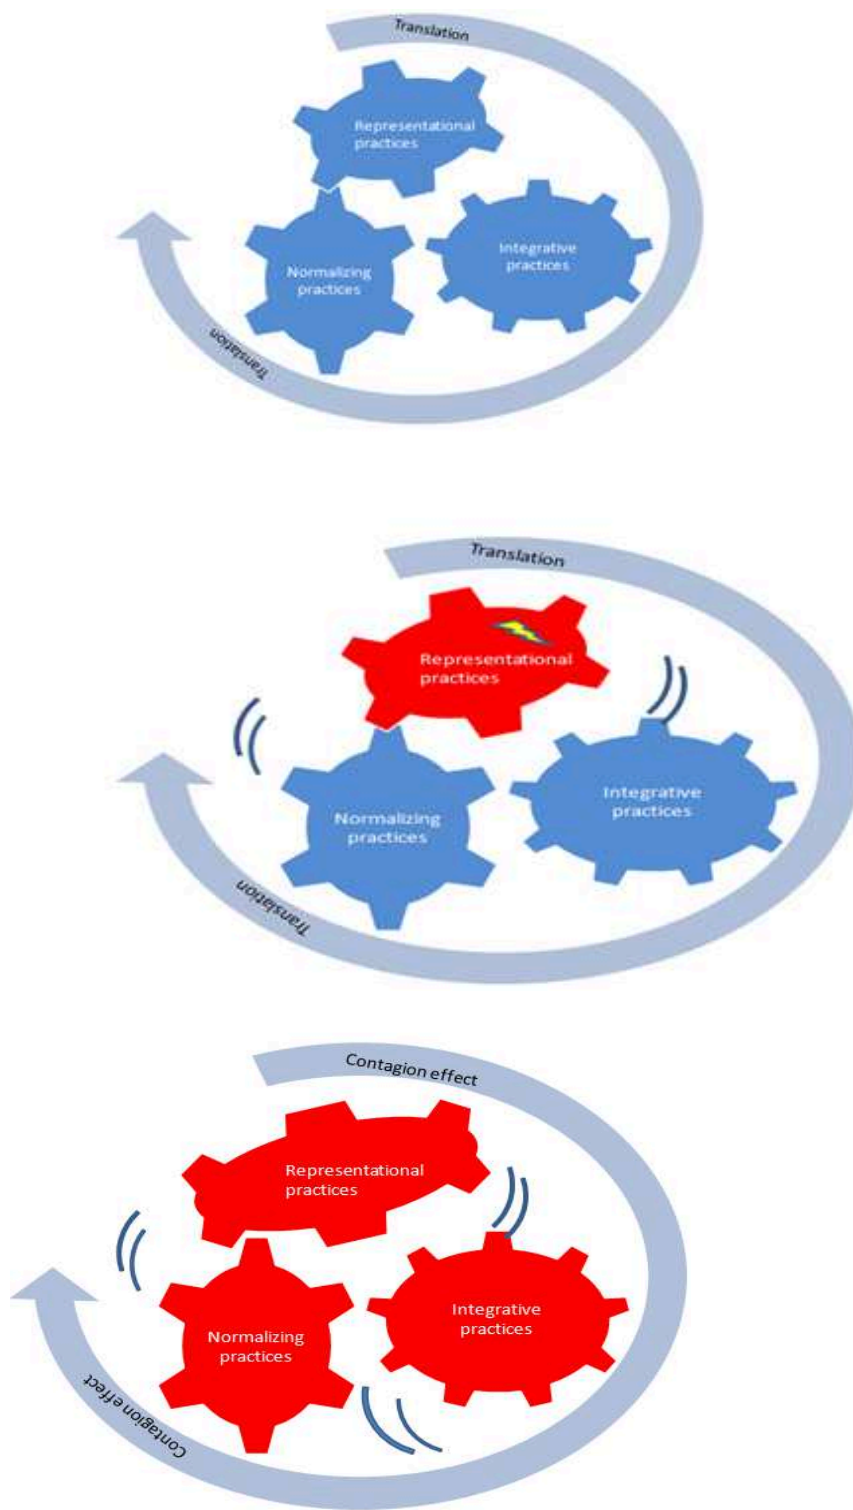 Translation
Representational
practices
Integrative
practices
Normalizing
practices
Translation
Translation
Representational
practices
Integrative
practices
Normalizing
practices
Translation
Contagion effect
Representational
practices
Integrative
practices
Normalizing
practices
Contagion effect